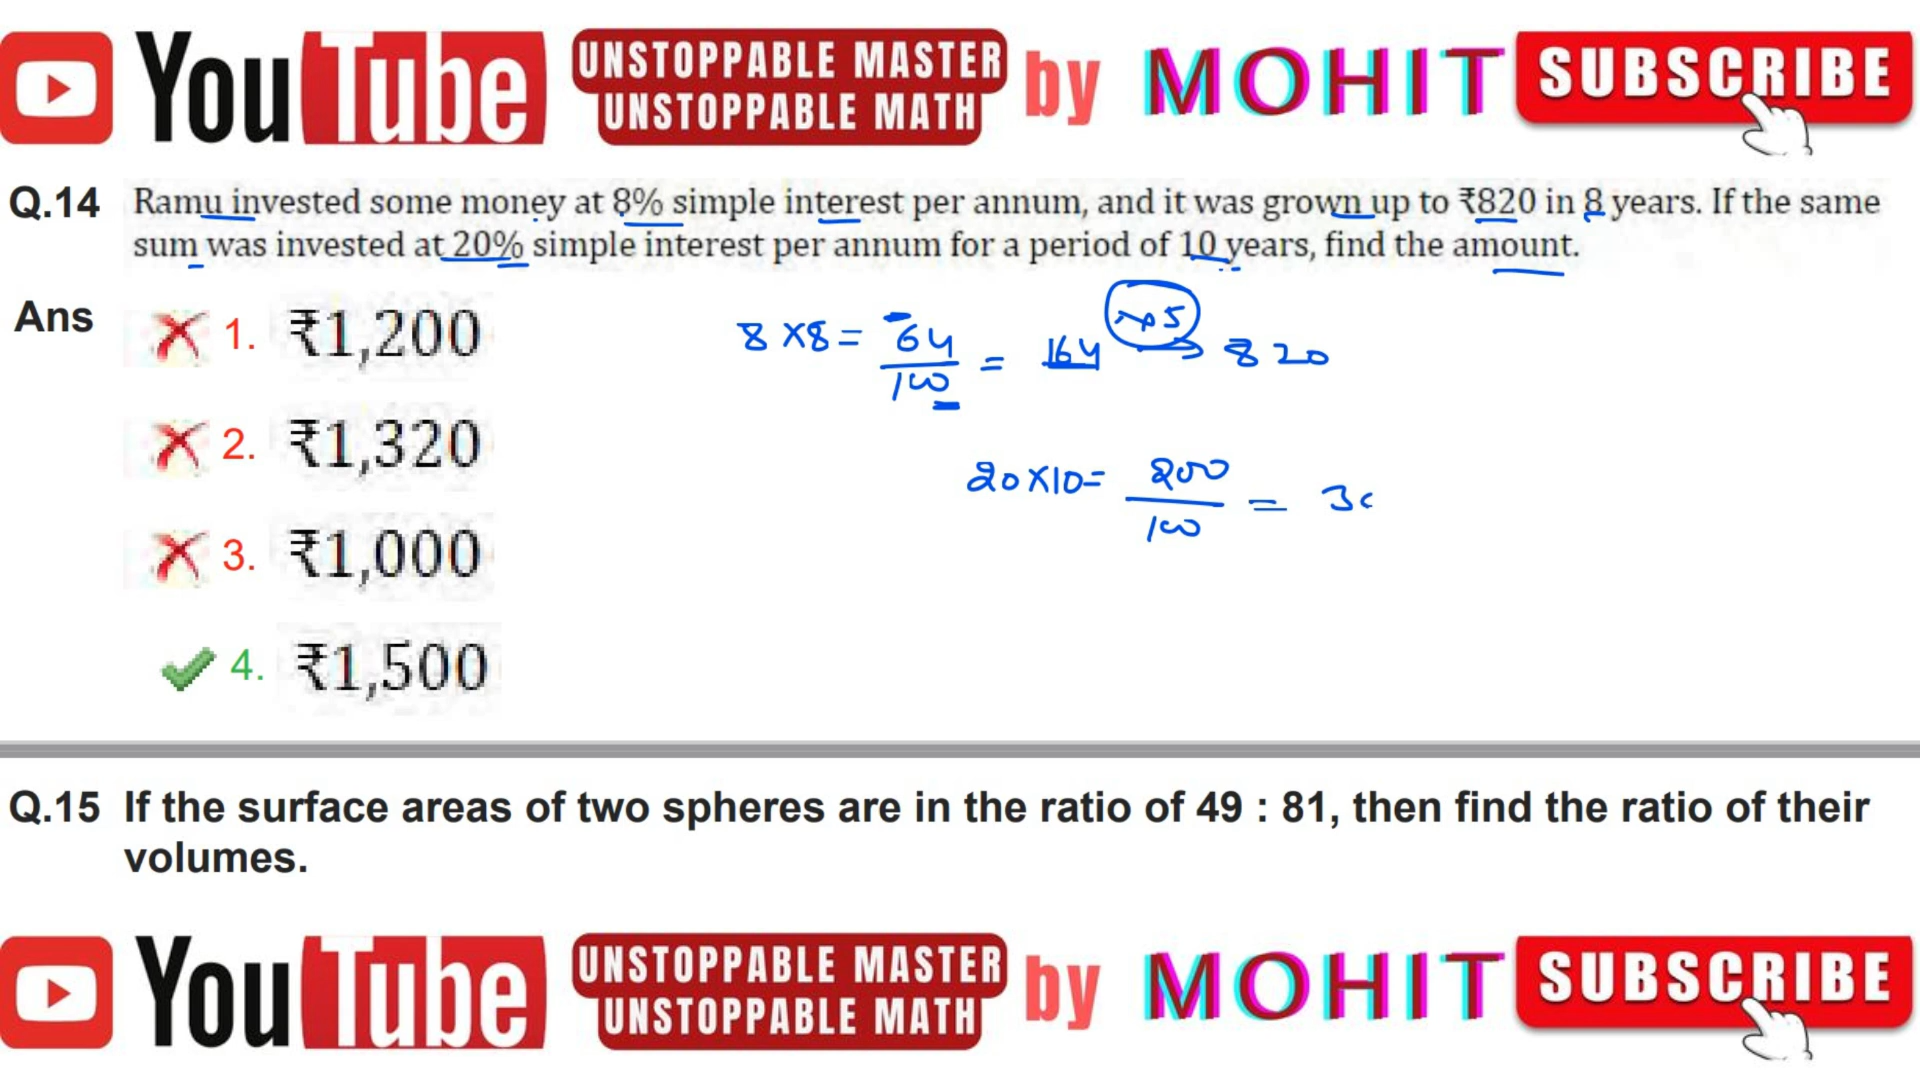 YouTube UNSTOPPABLE MASTER by MOHIT SUBSCRIBE
UNSTOPPABLE MATH
Q.14 Ramu invested some money at 8% simple interest per annum, and it was grown up to ₹820 in 8 years. If the same
sum was invested at 20% simple interest per annum for a period of 10 years, find the amount.
Ans
1. ₹1,200
2. ₹1,320
3. ₹1,000
4. ₹1,500
8 × 8 = 64/100 = 164 → 820
20 × 10 = 200/100 =
Q.15 If the surface areas of two spheres are in the ratio of 49 : 81, then find the ratio of their
volumes.
YouTube UNSTOPPABLE MASTER by MOHIT SUBSCRIBE
UNSTOPPABLE MATH